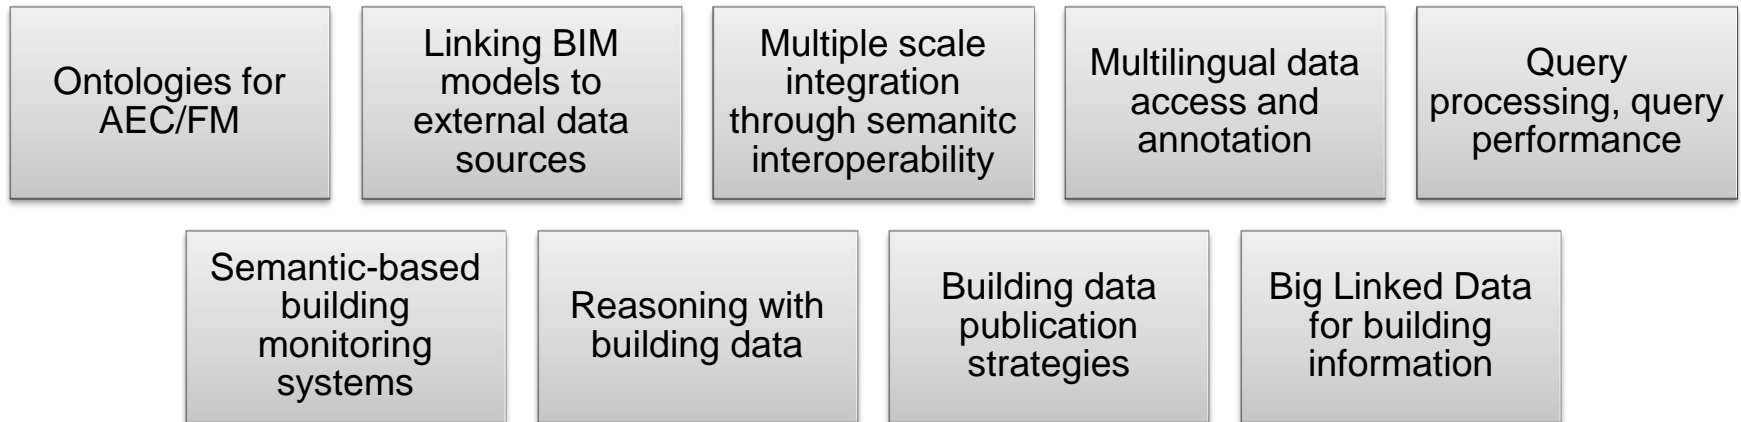 Ontologies for
AEC/FM
Linking BIM
models to
external data
sources
Multiple scale
integration
through semanitc
interoperability
Multilingual data
access and
annotation
Query
processing, query
performance
Semantic-based
building
monitoring
systems
Reasoning with
building data
Building data
publication
strategies
Big Linked Data
for building
information